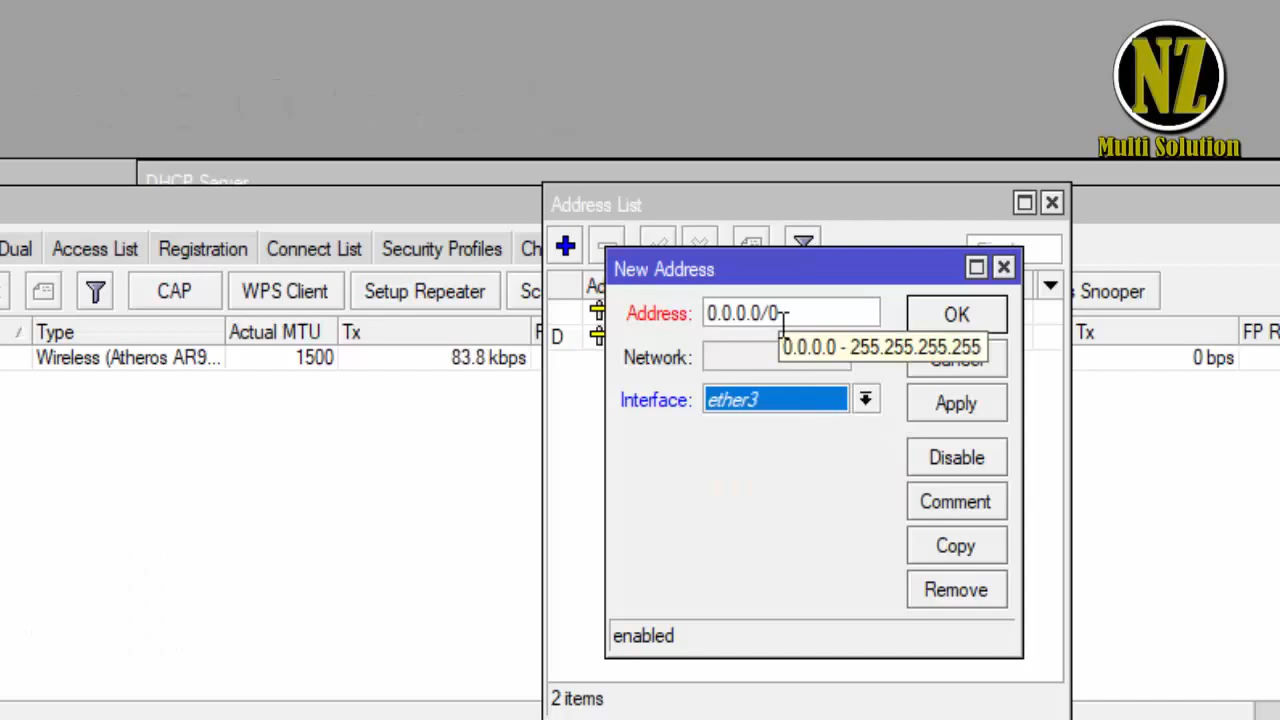 NZ
Multi Solution
DHCP Server
Address List
Dual
Access List
Registration
Connect List
Security Profiles
Ch
New Address
CAP
WPS Client
Setup Repeater
Sc
Snooper
Address:
0.0.0.0/0
OK
0.0.0.0 - 255.255.255.255
Network:
Cancel
Interface:
ether3
Apply
Type
Actual MTU
Tx
Tx
FP R
Wireless (Atheros AR9...
1500
83.8 kbps
D
0 bps
Disable
Comment
Copy
Remove
enabled
2 items